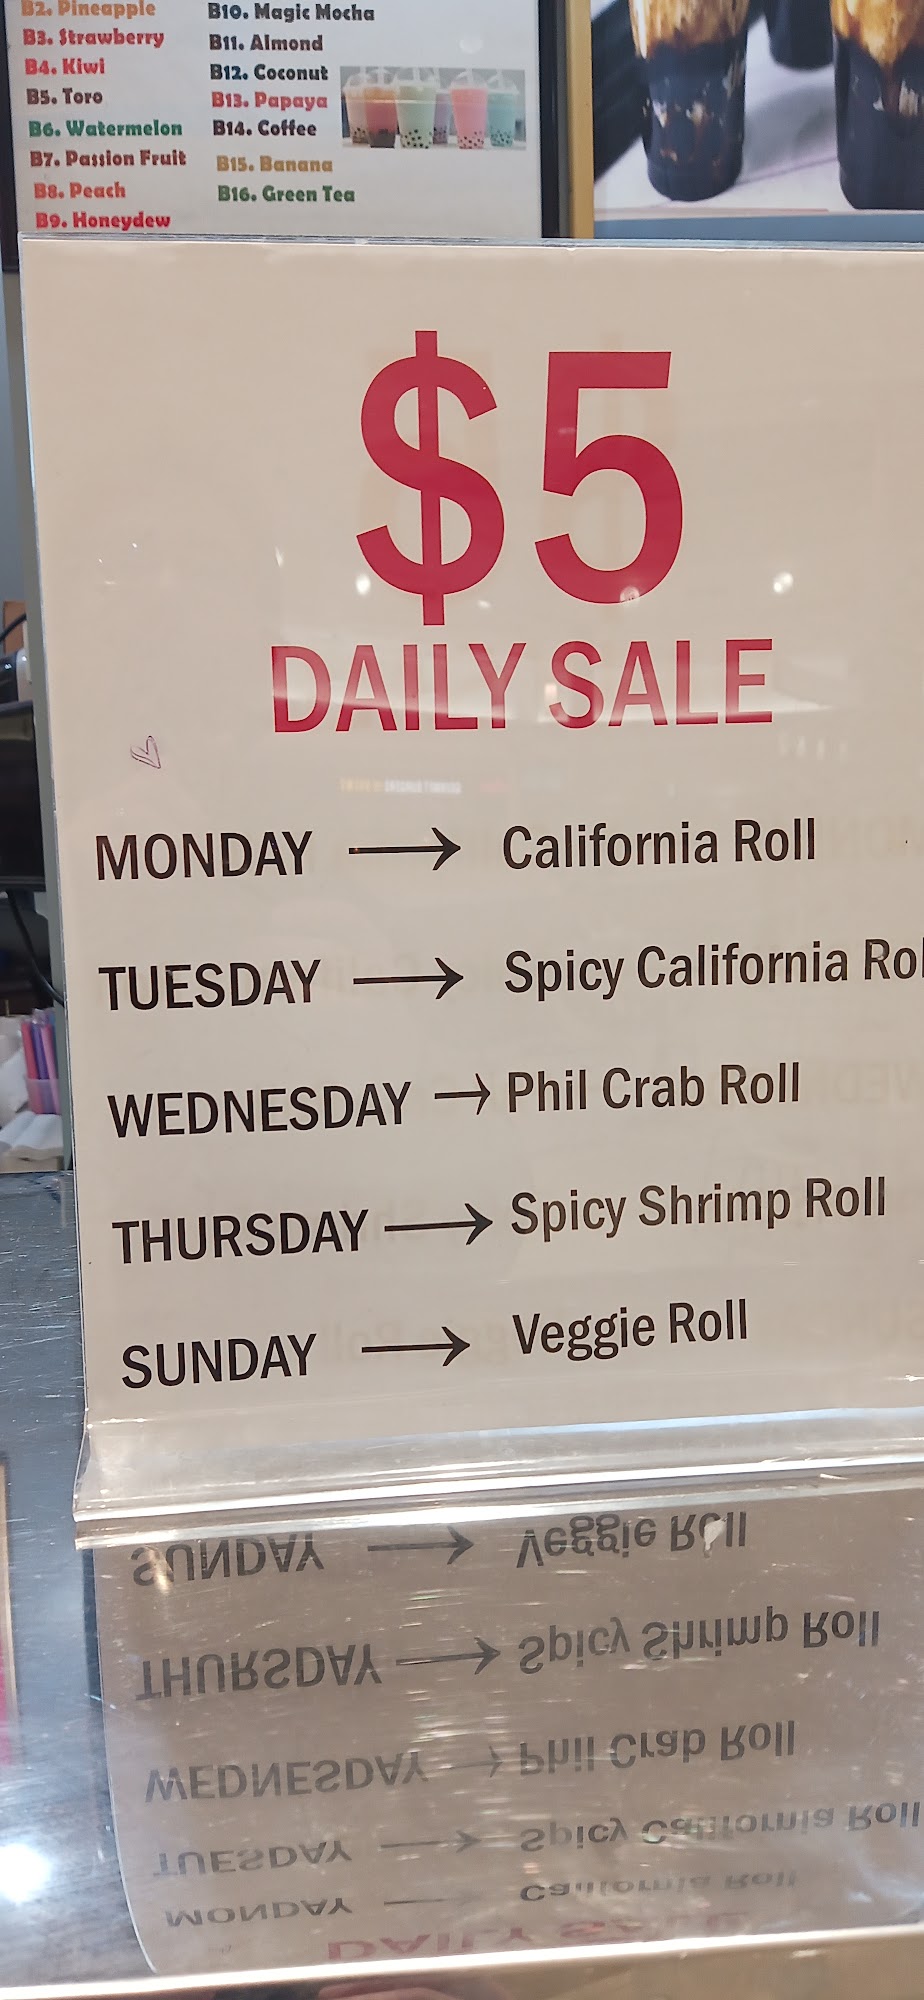 B2. Pineapple
B3. Strawberry
B4. Kiwi
B5. Toro
B6. Watermelon
B7. Passion Fruit
B8. Peach
B9. Honeydew
B10. Magic Mocha
B11. Almond
B12. Coconut
B13. Papaya
B14. Coffee
B15. Banana
B16. Green Tea
$5
DAILY SALE
MONDAY → California Roll
TUESDAY → Spicy California Rol
WEDNESDAY → Phil Crab Roll
THURSDAY → Spicy Shrimp Roll
SUNDAY → Veggie Roll